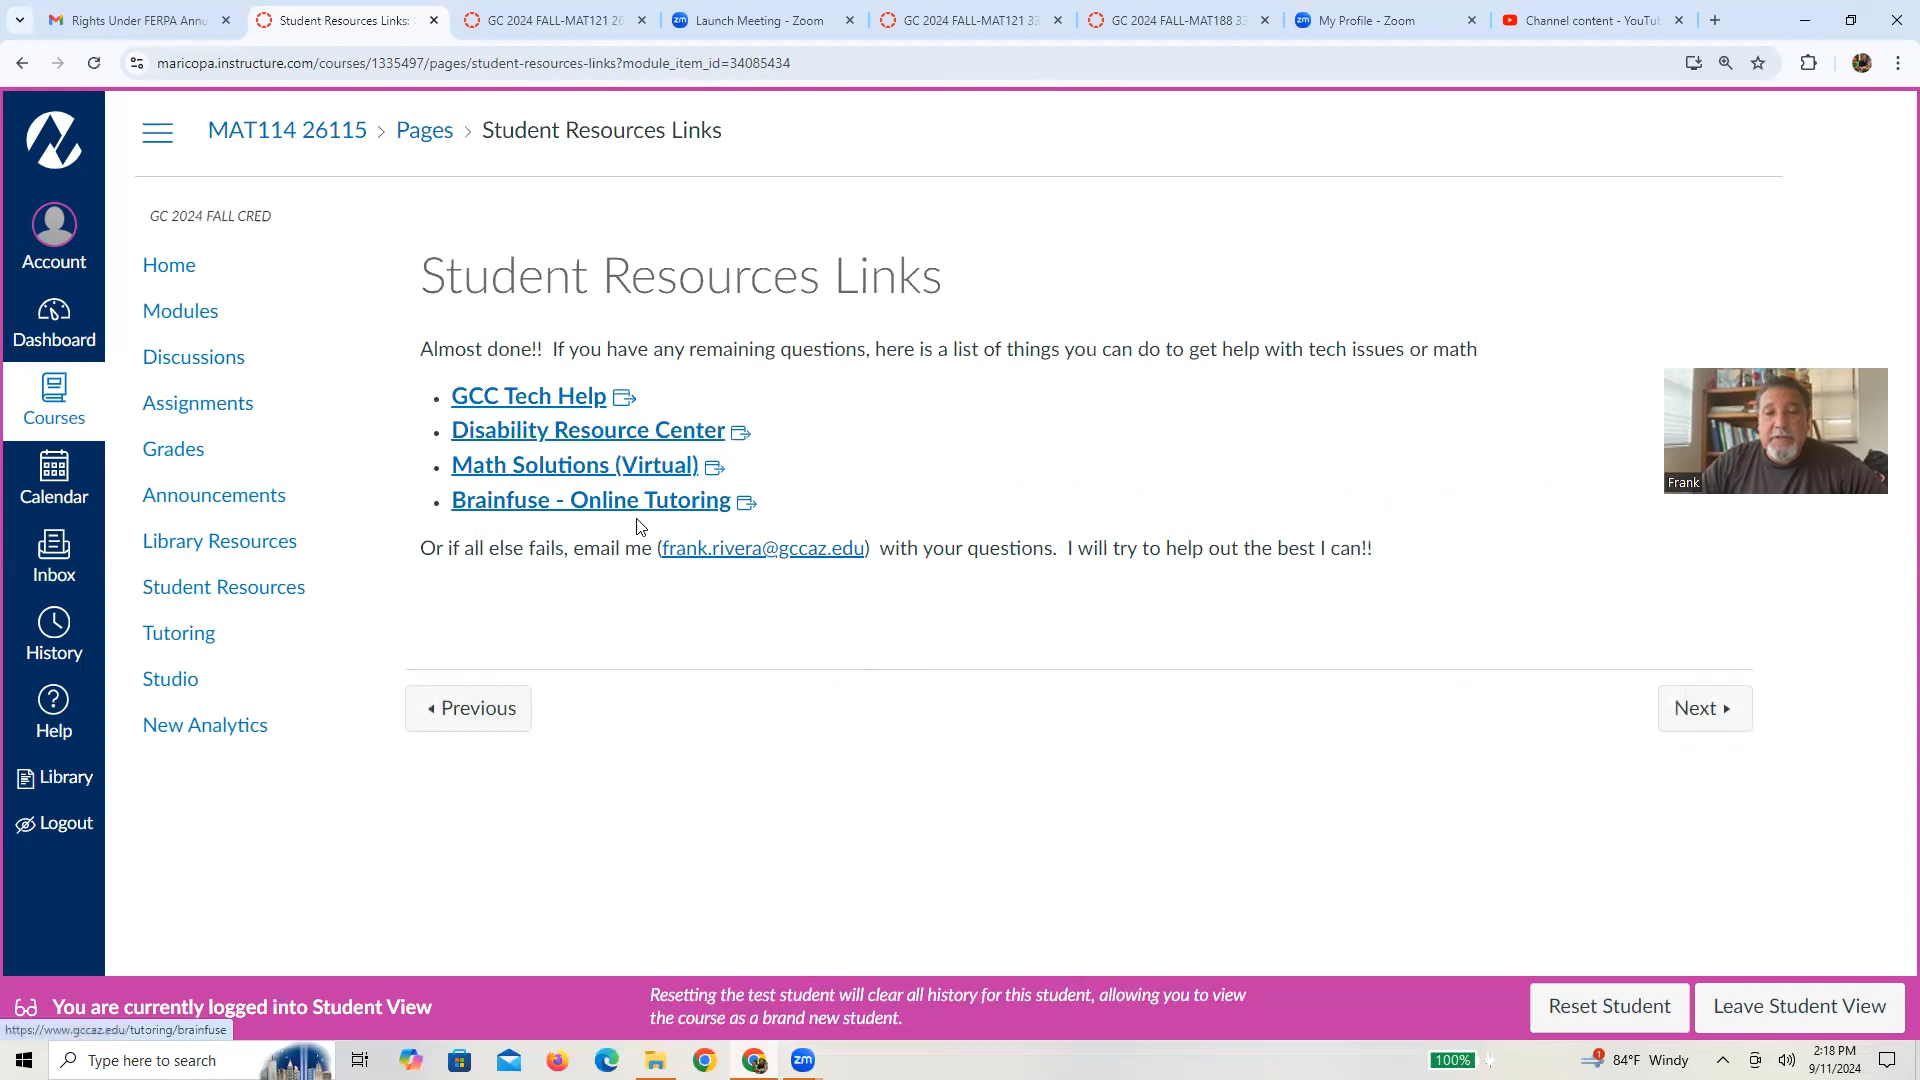 Rights Under FERPA Annu
Student Resources Links:
GC 2024 FALL-MAT121 26
Launch Meeting - Zoom
GC 2024 FALL-MAT121 33
GC 2024 FALL-MAT188 33
My Profile - Zoom
Channel content - YouTu
maricopa.instructure.com/courses/1335497/pages/student-resources-links?module_item_id=34085434
MAT114 26115 > Pages > Student Resources Links
GC 2024 FALL CRED
Account
Dashboard
Courses
Calendar
Inbox
History
Help
Library
Logout
Home
Modules
Discussions
Assignments
Grades
Announcements
Library Resources
Student Resources
Tutoring
Studio
New Analytics
Student Resources Links
Almost done!! If you have any remaining questions, here is a list of things you can do to get help with tech issues or math
• GCC Tech Help
• Disability Resource Center
• Math Solutions (Virtual)
• Brainfuse - Online Tutoring
Or if all else fails, email me (frank.rivera@gccaz.edu) with your questions. I will try to help out the best I can!!
Previous
Next
Frank
You are currently logged into Student View
Resetting the test student will clear all history for this student, allowing you to view
the course as a brand new student.
Reset Student
Leave Student View
https://www.gccaz.edu/tutoring/brainfuse
Type here to search
zm
100%
1
84°F Windy
2:18 PM
9/11/2024